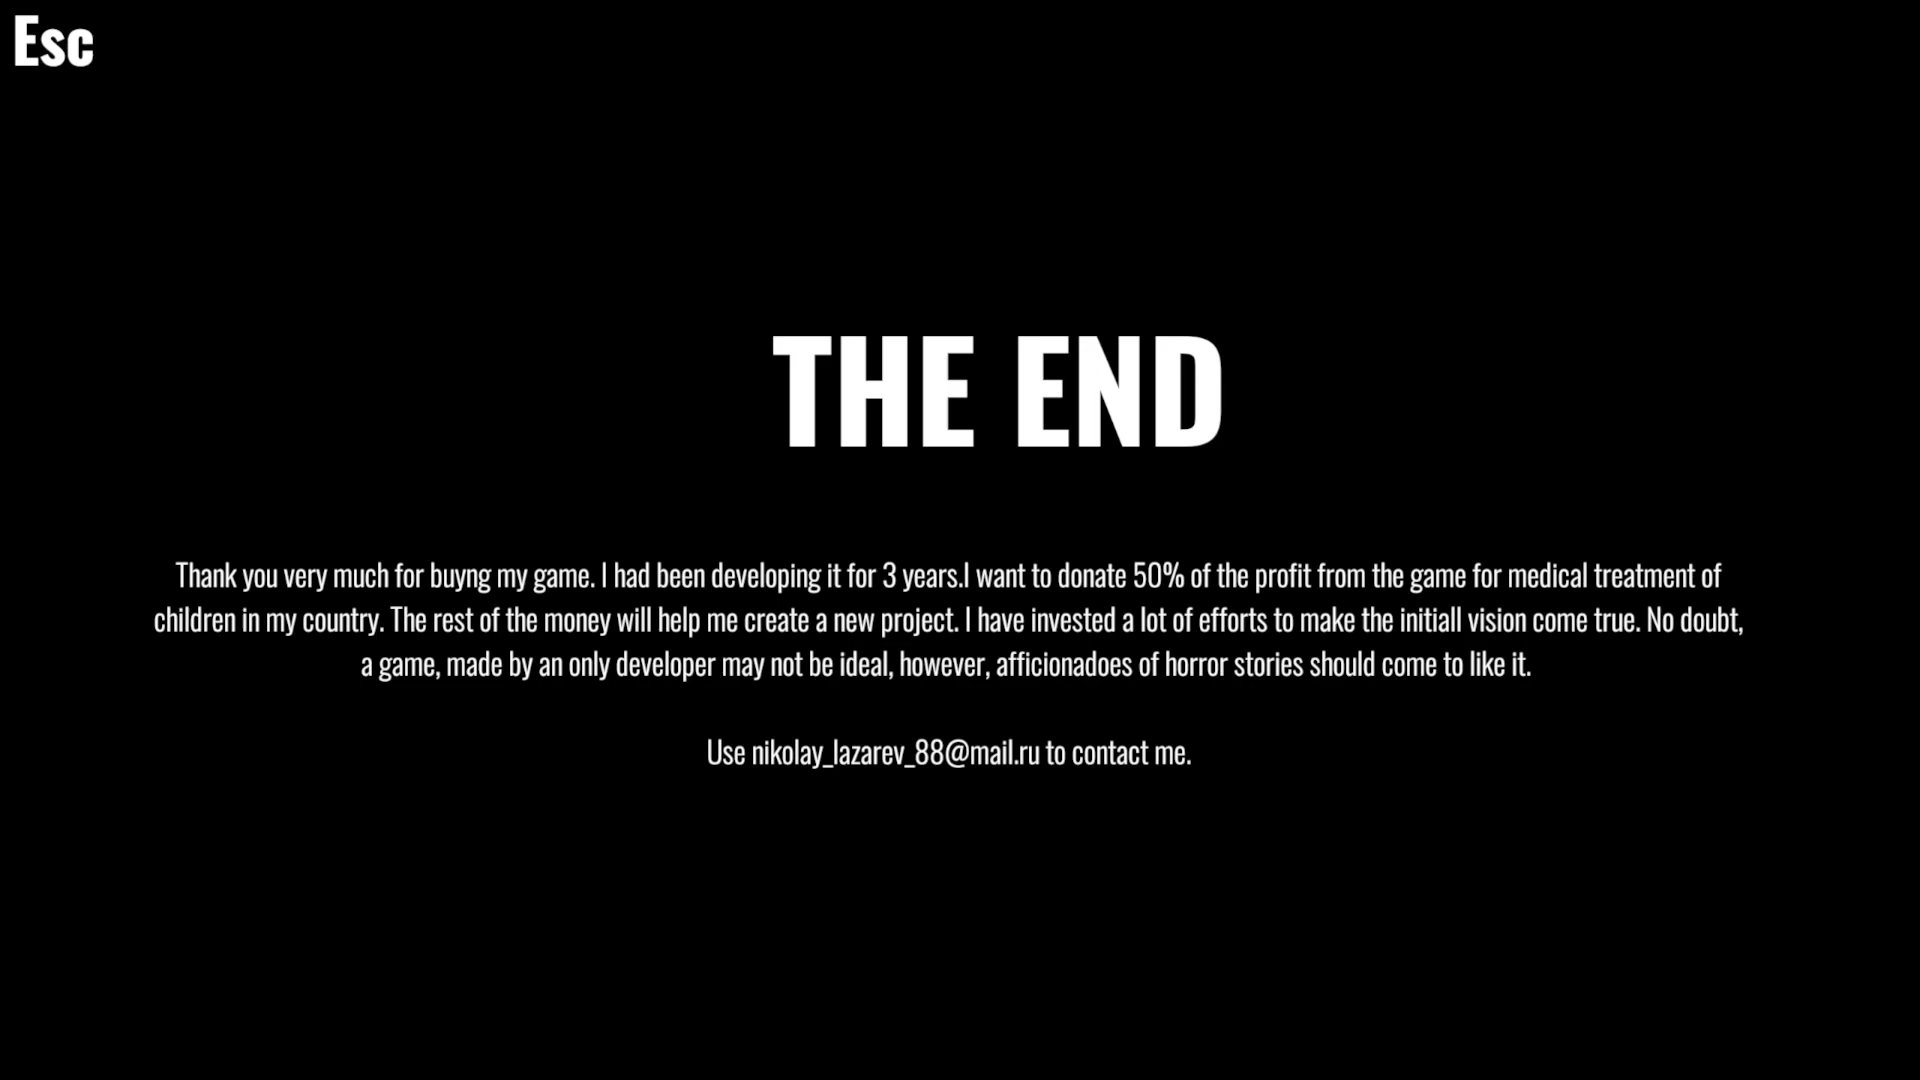 Esc
THE END
Thank you very much for buyng my game. I had been developing it for 3 years.I want to donate 50% of the profit from the game for medical treatment of
children in my country. The rest of the money will help me create a new project. I have invested a lot of efforts to make the initiall vision come true. No doubt,
a game, made by an only developer may not be ideal, however, afficionadoes of horror stories should come to like it.
Use nikolay_lazarev_88@mail.ru to contact me.